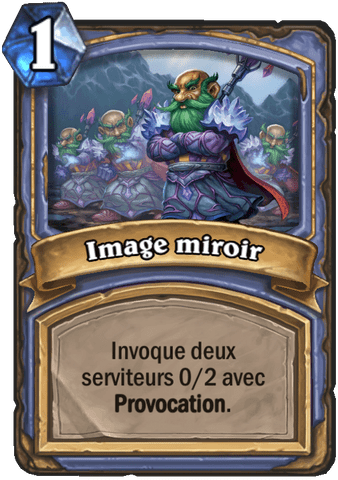 1
Image miroir
Invoque deux
serviteurs 0/2 avec
Provocation.